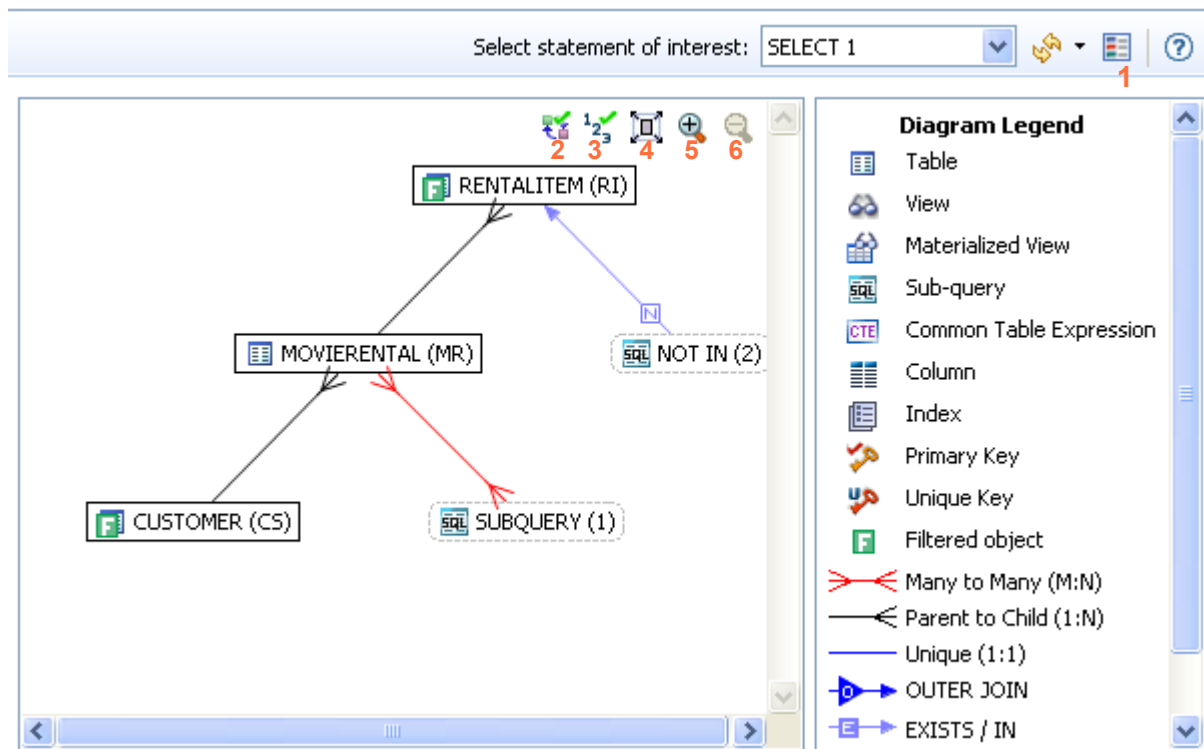 Select statement of interest: SELECT 1
1
2 3 4 5 6
RENTALITEM (RI)
N
MOVIERENTAL (MR)
SQL NOT IN (2)
CUSTOMER (CS)
SQL SUBQUERY (1)
Diagram Legend
Table
View
Materialized View
SQL Sub-query
CTE Common Table Expression
Column
Index
Primary Key
Unique Key
F Filtered object
Many to Many (M:N)
Parent to Child (1:N)
Unique (1:1)
O OUTER JOIN
E EXISTS / IN